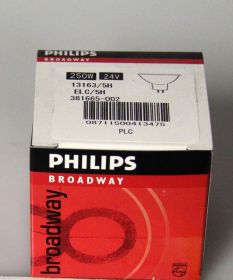 PHILIPS
BROADWAY
250W 24V
13163/5H
ELC/5H
381665-002
08711500413475
PLC
PHILIPS
BROADWAY
broadway